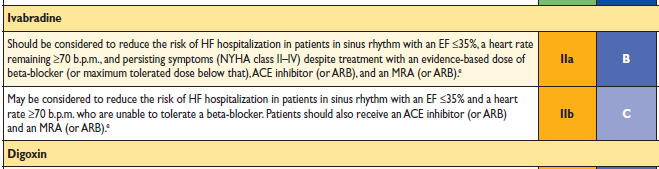 Ivabradine
Should be considered to reduce the risk of HF hospitalization in patients in sinus rhythm with an EF ≤35%, a heart rate
remaining ≥70 b.p.m., and persisting symptoms (NYHA class II–IV) despite treatment with an evidence-based dose of
beta-blocker (or maximum tolerated dose below that), ACE inhibitor (or ARB), and an MRA (or ARB).e
IIa
B
May be considered to reduce the risk of HF hospitalization in patients in sinus rhythm with an EF ≤35% and a heart
rate ≥70 b.p.m. who are unable to tolerate a beta-blocker. Patients should also receive an ACE inhibitor (or ARB)
and an MRA (or ARB).e
IIb
C
Digoxin